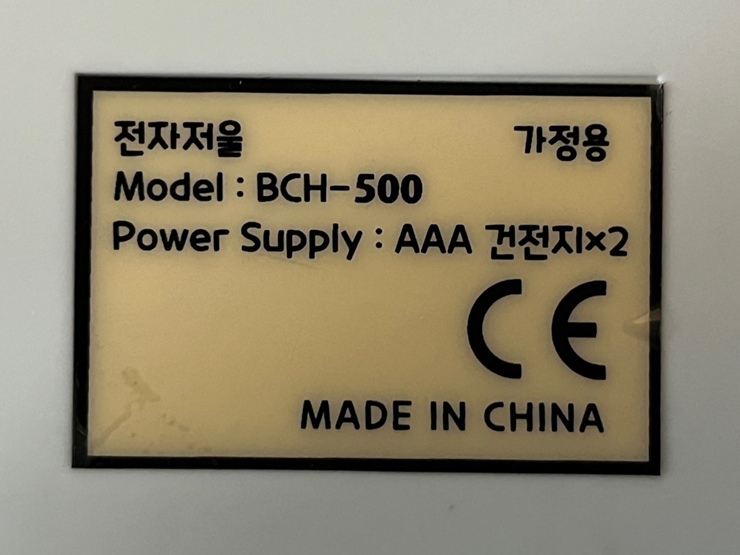 전자저울 가정용
Model : BCH-500
Power Supply : AAA 건전지×2
CE
MADE IN CHINA